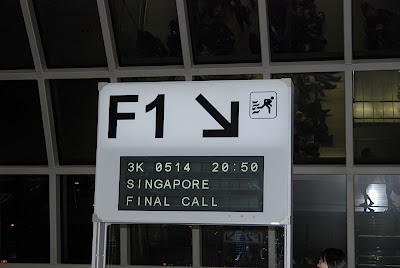 F1
3K 0514 20:50
SINGAPORE
FINAL CALL